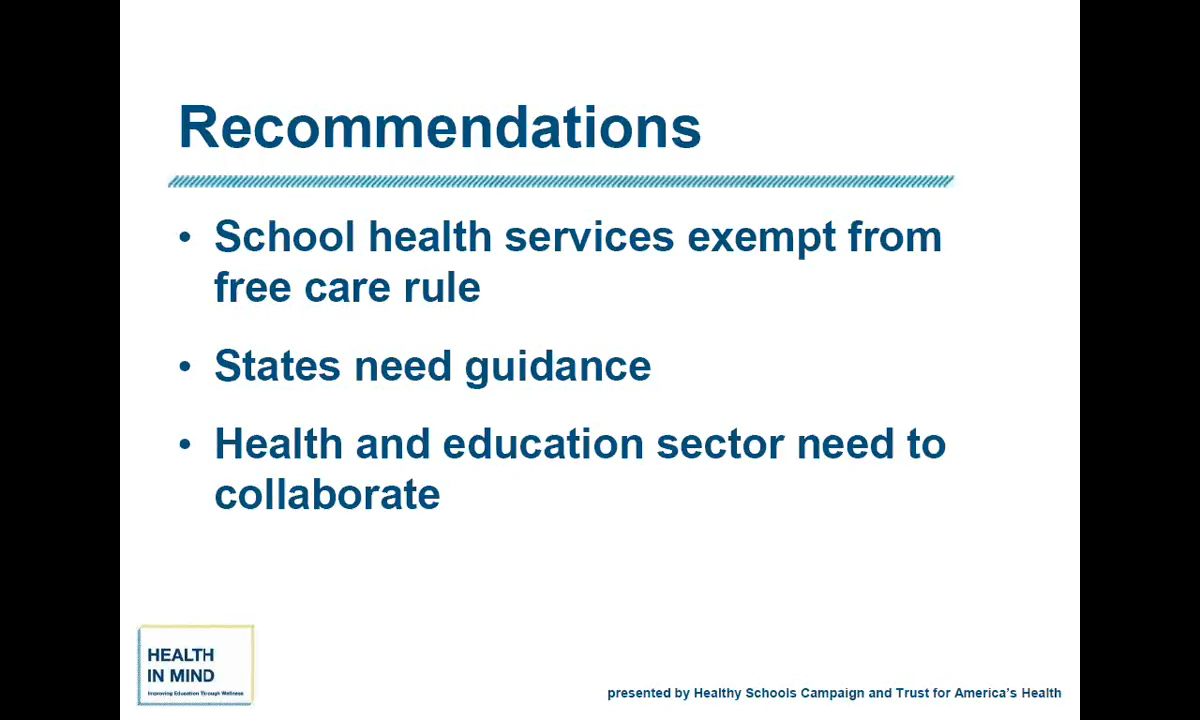 Recommendations
• School health services exempt from
free care rule
• States need guidance
• Health and education sector need to
collaborate
HEALTH
IN MIND
Improving Education Through Wellness
presented by Healthy Schools Campaign and Trust for America's Health